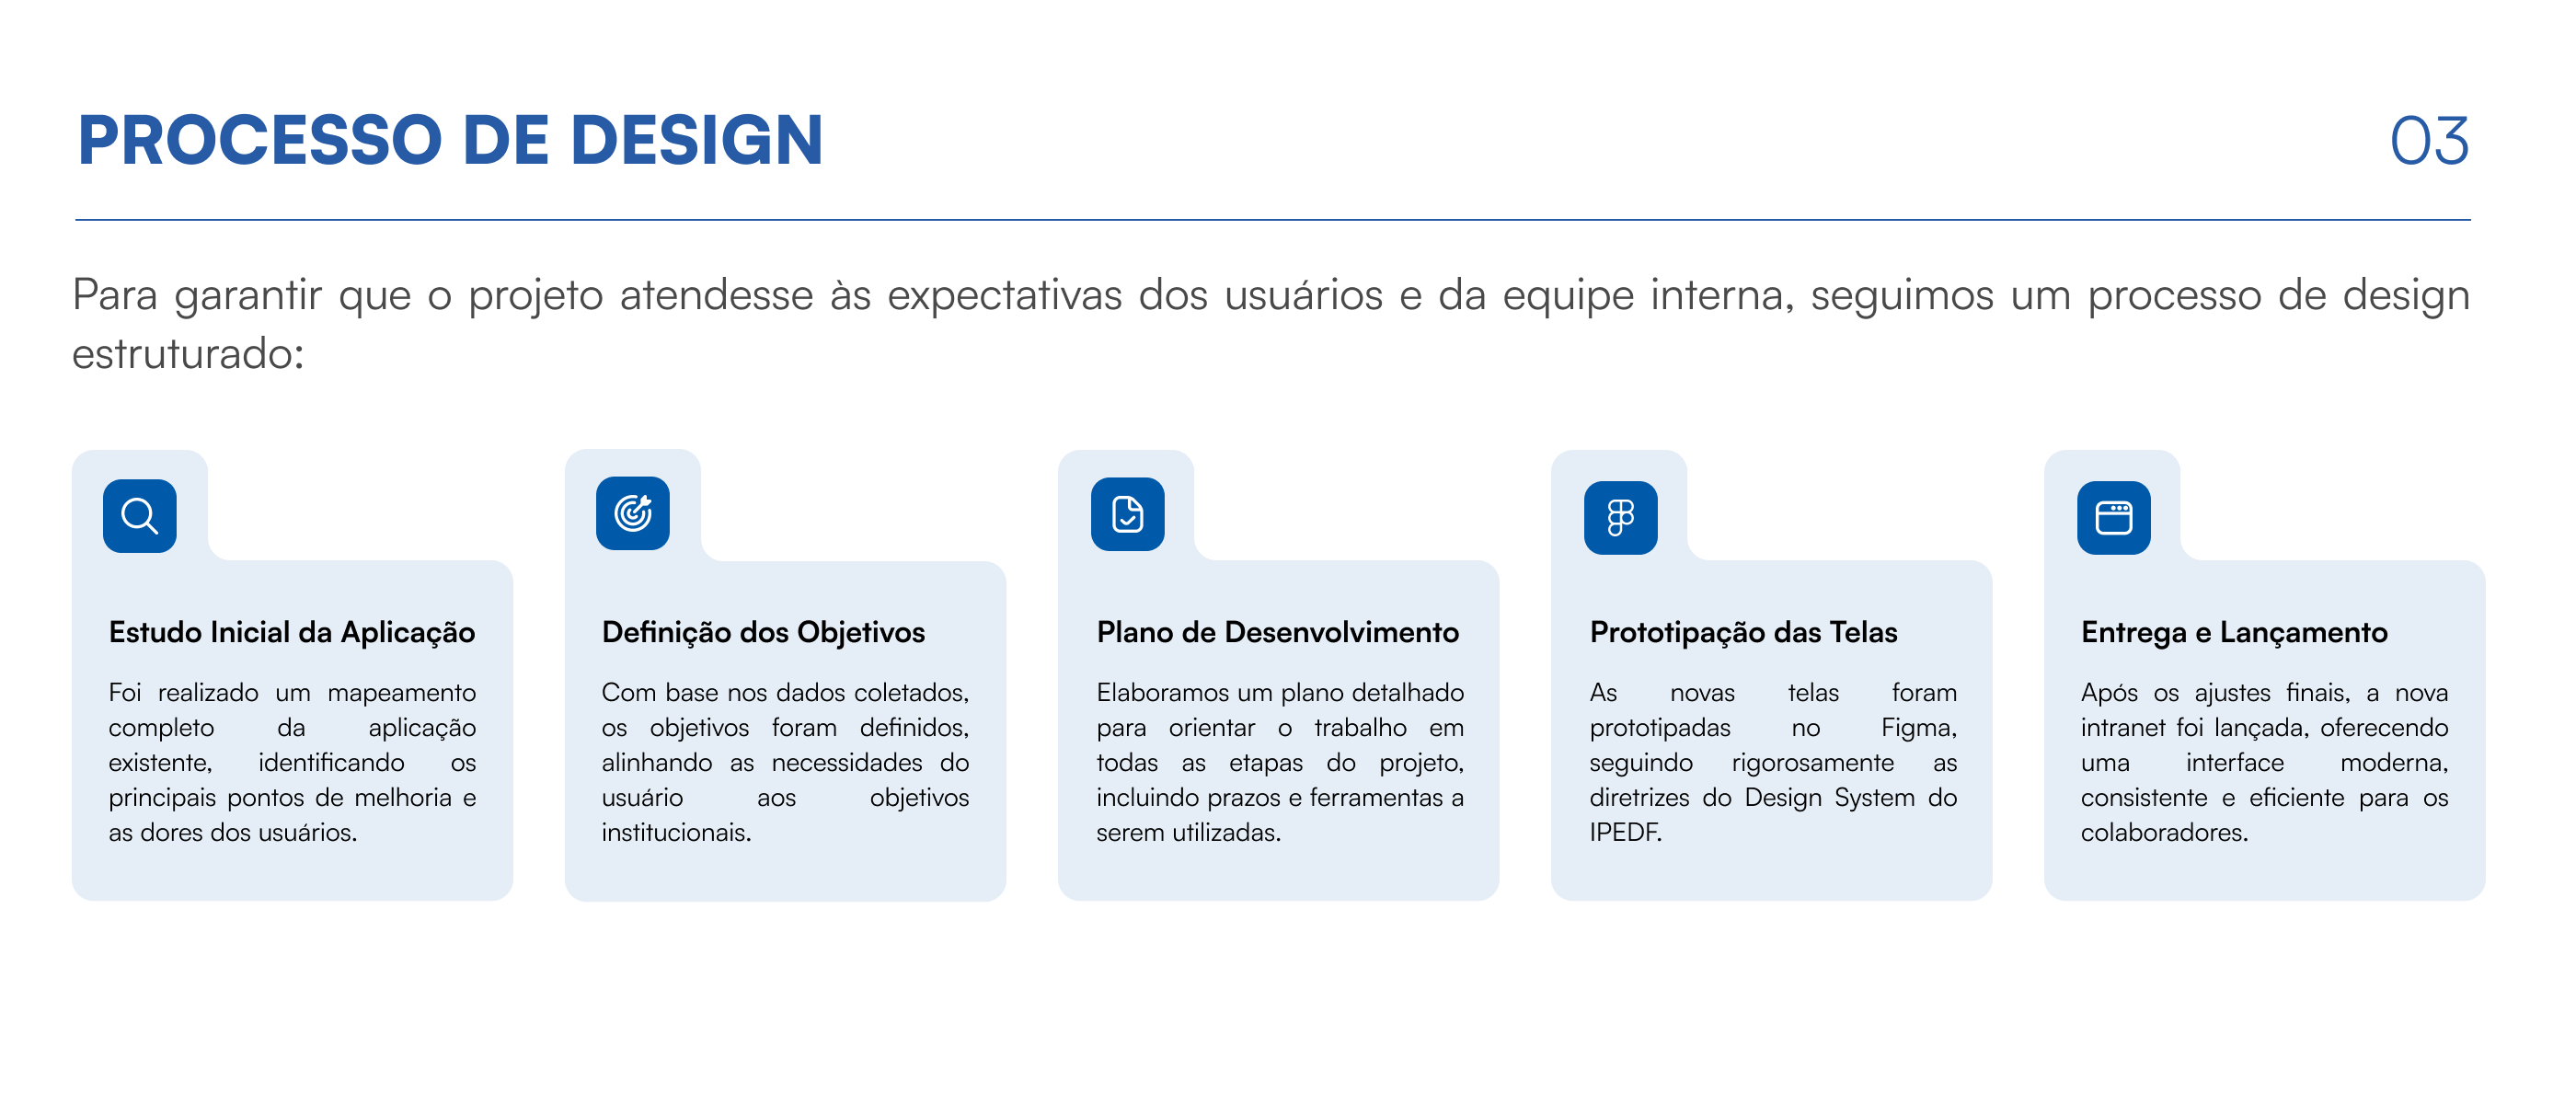 PROCESSO DE DESIGN
03
Para garantir que o projeto atendesse às expectativas dos usuários e da equipe interna, seguimos um processo de design
estruturado:
Estudo Inicial da Aplicação
Foi realizado um mapeamento
completo da aplicação
existente, identificando os
principais pontos de melhoria e
as dores dos usuários.
Definição dos Objetivos
Com base nos dados coletados,
os objetivos foram definidos,
alinhando as necessidades do
usuário aos objetivos
institucionais.
Plano de Desenvolvimento
Elaboramos um plano detalhado
para orientar o trabalho em
todas as etapas do projeto,
incluindo prazos e ferramentas a
serem utilizadas.
Prototipação das Telas
As novas telas foram
prototipadas no Figma,
seguindo rigorosamente as
diretrizes do Design System do
IPEDF.
Entrega e Lançamento
Após os ajustes finais, a nova
intranet foi lançada, oferecendo
uma interface moderna,
consistente e eficiente para os
colaboradores.